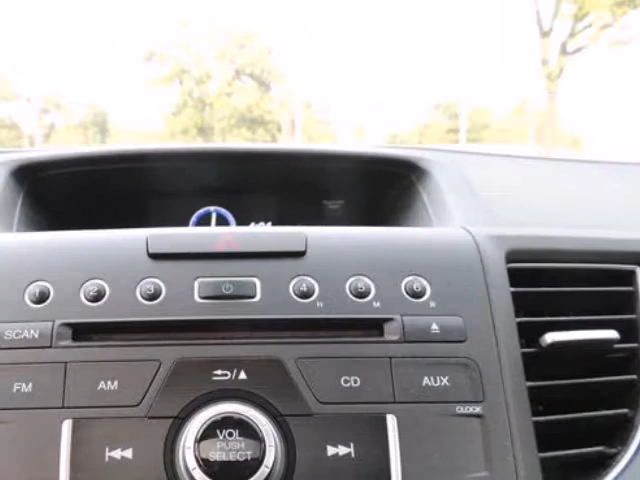 1 2 3 4 5 6
H M R
SCAN
FM AM CD AUX
CLOCK
VOL
PUSH
SELECT